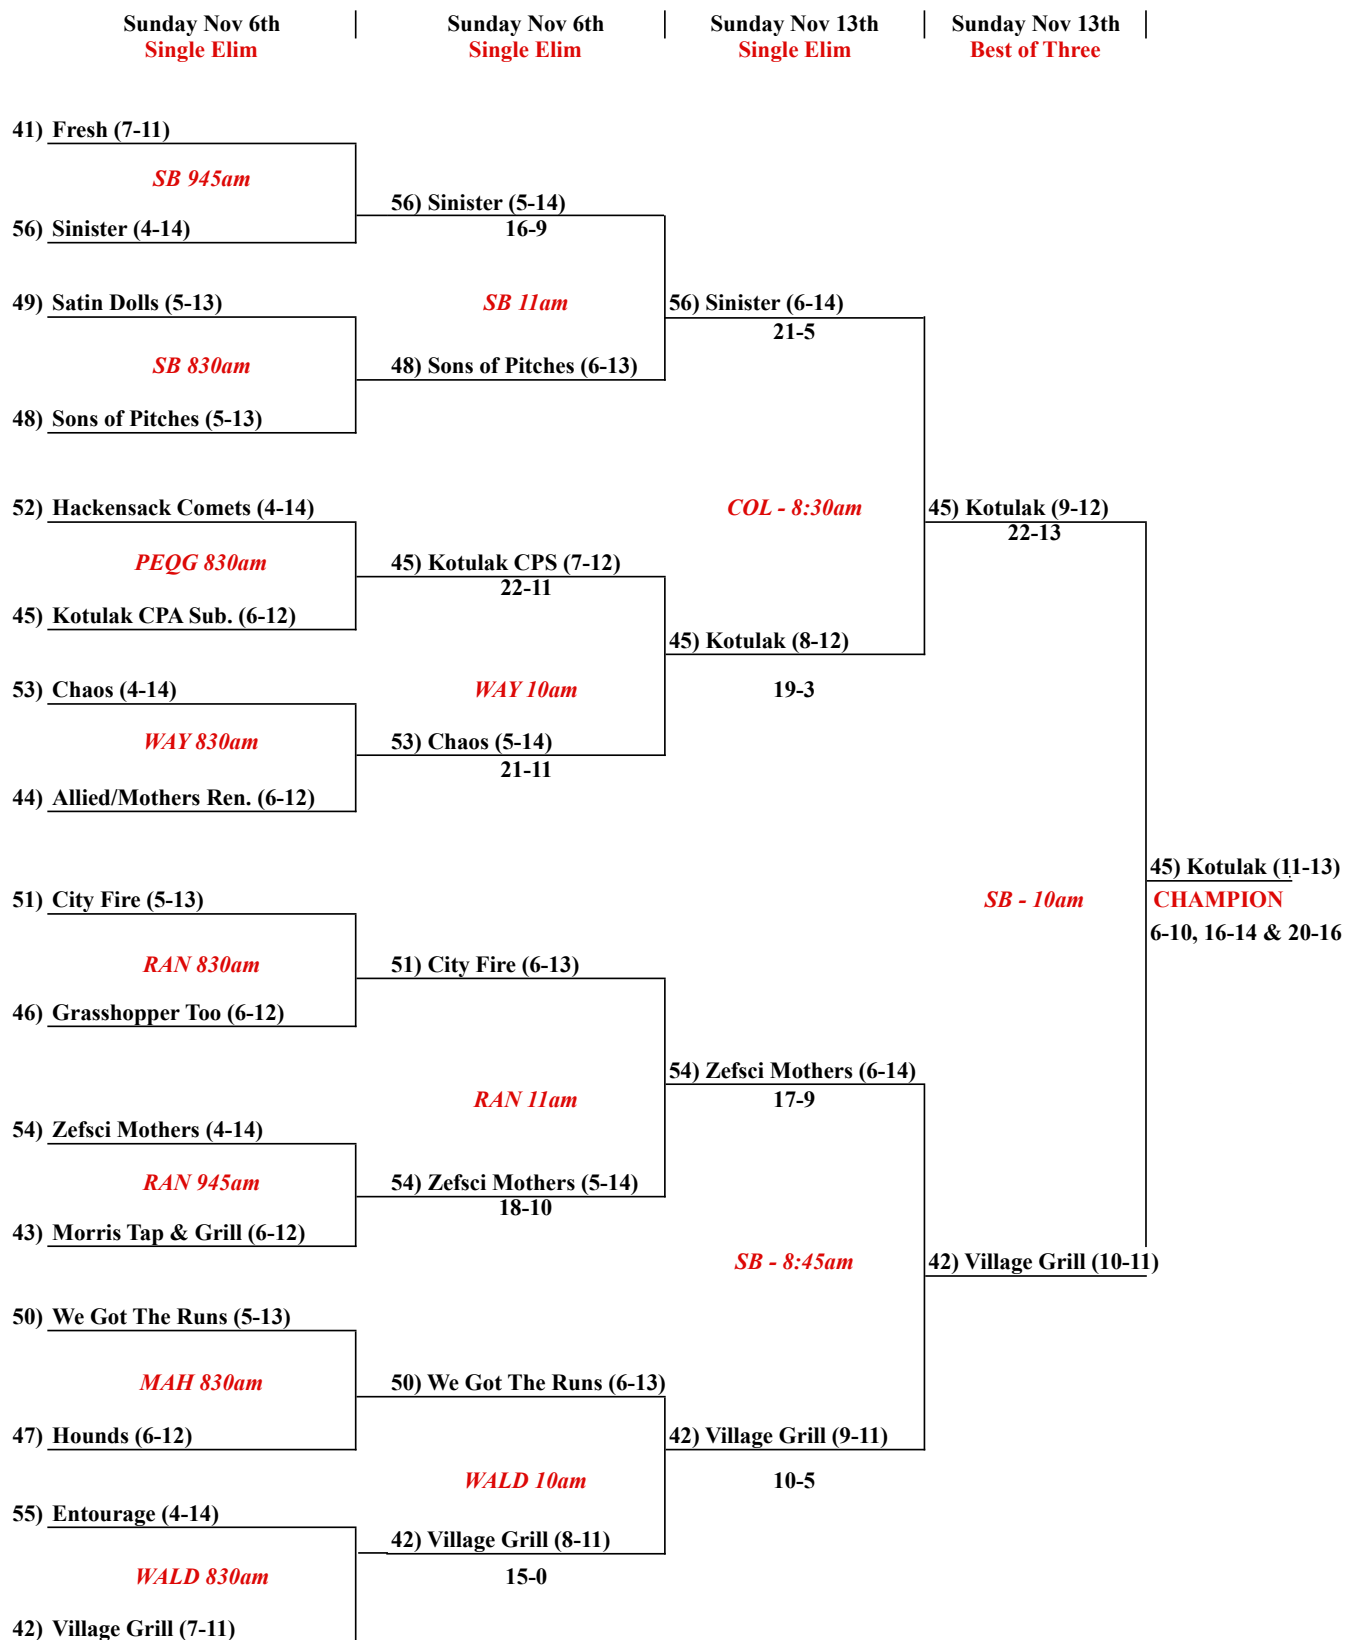 Sunday Nov 6th
Single Elim
Sunday Nov 6th
Single Elim
Sunday Nov 13th
Single Elim
Sunday Nov 13th
Best of Three
41) Fresh (7-11)
SB 945am
56) Sinister (4-14)
49) Satin Dolls (5-13)
SB 830am
48) Sons of Pitches (5-13)
52) Hackensack Comets (4-14)
PEQG 830am
45) Kotulak CPA Sub. (6-12)
53) Chaos (4-14)
WAY 830am
44) Allied/Mothers Ren. (6-12)
51) City Fire (5-13)
RAN 830am
46) Grasshopper Too (6-12)
54) Zefsci Mothers (4-14)
RAN 945am
43) Morris Tap & Grill (6-12)
50) We Got The Runs (5-13)
MAH 830am
47) Hounds (6-12)
55) Entourage (4-14)
WALD 830am
42) Village Grill (7-11)
56) Sinister (5-14)
16-9
SB 11am
48) Sons of Pitches (6-13)
45) Kotulak CPS (7-12)
22-11
WAY 10am
53) Chaos (5-14)
21-11
51) City Fire (6-13)
RAN 11am
54) Zefsci Mothers (5-14)
18-10
50) We Got The Runs (6-13)
WALD 10am
42) Village Grill (8-11)
15-0
56) Sinister (6-14)
21-5
COL - 8:30am
45) Kotulak (8-12)
19-3
54) Zefsci Mothers (6-14)
17-9
SB - 8:45am
42) Village Grill (9-11)
10-5
45) Kotulak (9-12)
22-13
SB - 10am
42) Village Grill (10-11)
45) Kotulak (11-13)
CHAMPION
6-10, 16-14 & 20-16